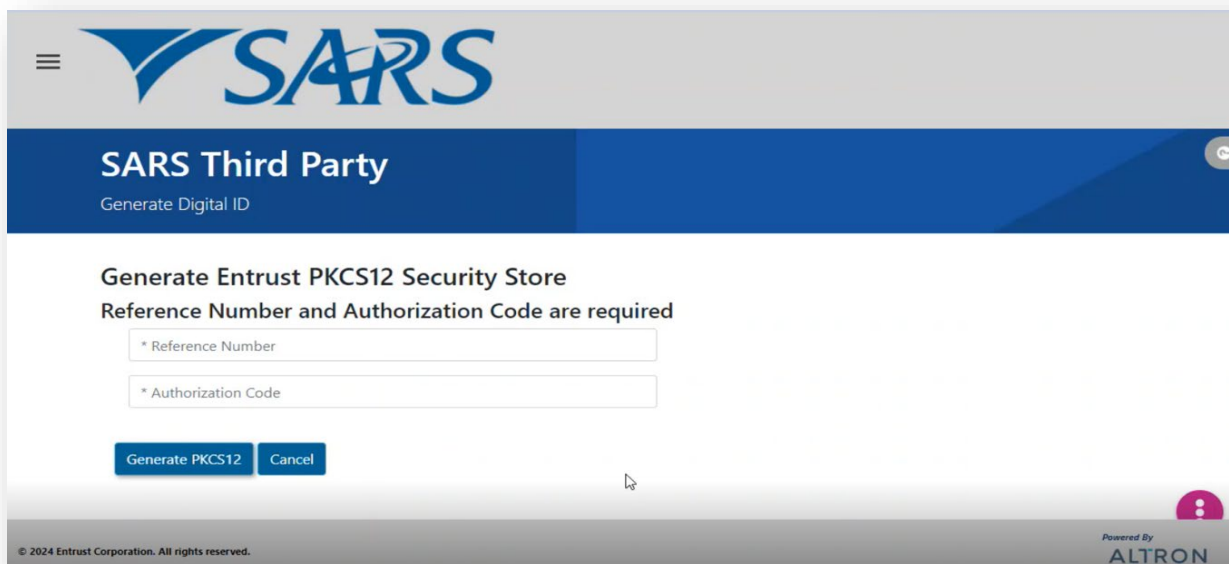 SARS
SARS Third Party
Generate Digital ID
Generate Entrust PKCS12 Security Store
Reference Number and Authorization Code are required
* Reference Number
* Authorization Code
Generate PKCS12 Cancel
© 2024 Entrust Corporation. All rights reserved.
Powered By
ALTRON